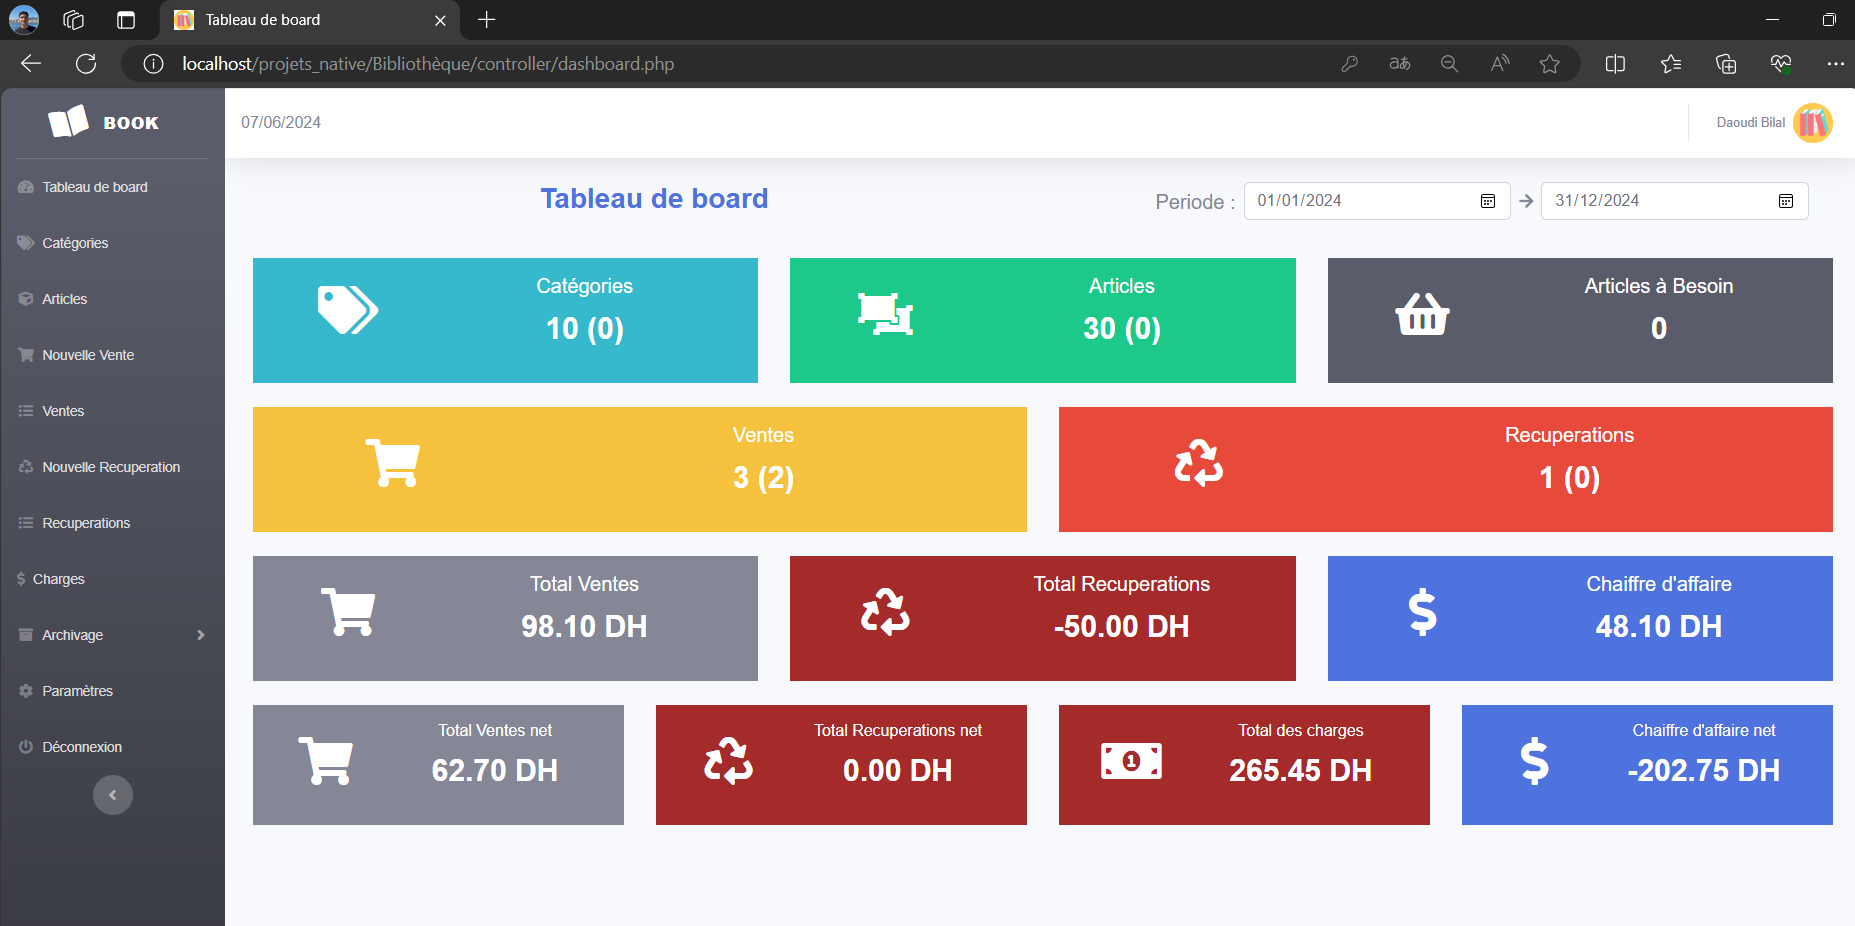 Tableau de board
localhost/projets_native/Bibliothèque/controller/dashboard.php
BOOK
07/06/2024
Daoudi Bilal
Tableau de board
Catégories
Articles
Nouvelle Vente
Ventes
Nouvelle Recuperation
Recuperations
Charges
Archivage
Paramètres
Déconnexion
Tableau de board
Periode : 01/01/2024 31/12/2024
Catégories
10 (0)
Articles
30 (0)
Articles à Besoin
0
Ventes
3 (2)
Recuperations
1 (0)
Total Ventes
98.10 DH
Total Recuperations
-50.00 DH
Chaiffre d'affaire
48.10 DH
Total Ventes net
62.70 DH
Total Recuperations net
0.00 DH
Total des charges
265.45 DH
Chaiffre d'affaire net
-202.75 DH